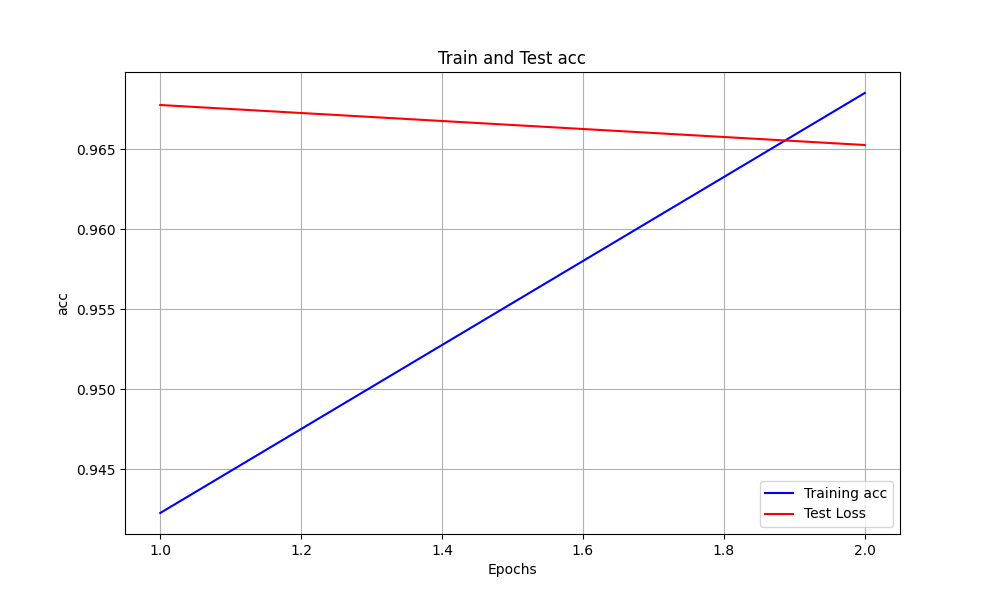 Train and Test acc
acc
0.965
0.960
0.955
0.950
0.945
1.0 1.2 1.4 1.6 1.8 2.0
Epochs
Training acc
Test Loss